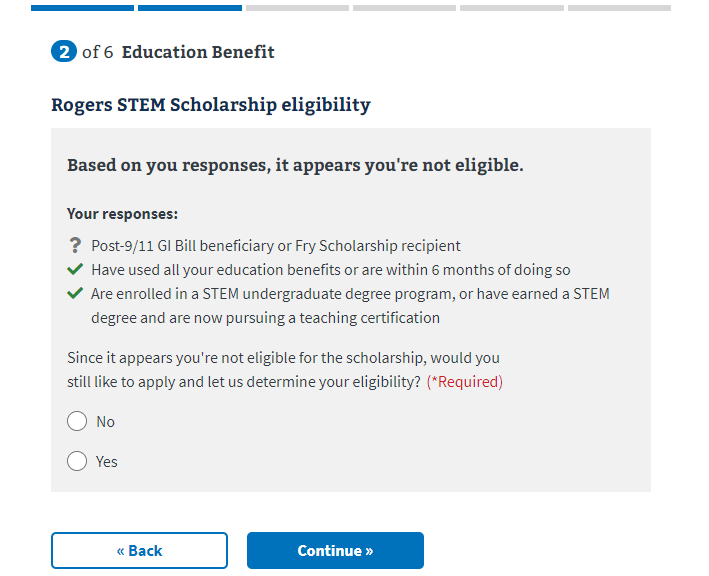 2 of 6 Education Benefit
Rogers STEM Scholarship eligibility
Based on you responses, it appears you're not eligible.
Your responses:
? Post-9/11 GI Bill beneficiary or Fry Scholarship recipient
✔ Have used all your education benefits or are within 6 months of doing so
✔ Are enrolled in a STEM undergraduate degree program, or have earned a STEM
degree and are now pursuing a teaching certification
Since it appears you're not eligible for the scholarship, would you
still like to apply and let us determine your eligibility? (*Required)
No
Yes
« Back
Continue »